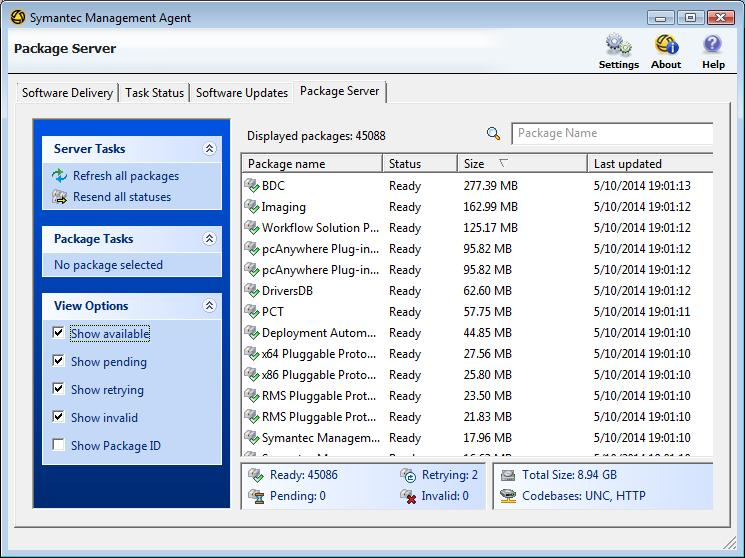 Symantec Management Agent
Package Server
Settings About Help
Software Delivery Task Status Software Updates Package Server
Server Tasks
Refresh all packages
Resend all statuses
Package Tasks
No package selected
View Options
Show available
Show pending
Show retrying
Show invalid
Show Package ID
Displayed packages: 45088
Package Name
Package name Status Size Last updated
BDC Ready 277.39 MB 5/10/2014 19:01:13
Imaging Ready 162.99 MB 5/10/2014 19:01:12
Workflow Solution P... Ready 125.17 MB 5/10/2014 19:01:12
pcAnywhere Plug-in... Ready 95.82 MB 5/10/2014 19:01:12
pcAnywhere Plug-in... Ready 95.82 MB 5/10/2014 19:01:12
DriversDB Ready 62.60 MB 5/10/2014 19:01:12
PCT Ready 57.75 MB 5/10/2014 19:01:11
Deployment Autom... Ready 44.85 MB 5/10/2014 19:01:10
x64 Pluggable Proto... Ready 27.56 MB 5/10/2014 19:01:10
x86 Pluggable Proto... Ready 25.80 MB 5/10/2014 19:01:10
RMS Pluggable Prot... Ready 23.50 MB 5/10/2014 19:01:10
RMS Pluggable Prot... Ready 21.83 MB 5/10/2014 19:01:10
Symantec Managem... Ready 17.96 MB 5/10/2014 19:01:10
Ready: 45086 Retrying: 2 Total Size: 8.94 GB
Pending: 0 Invalid: 0 Codebases: UNC, HTTP